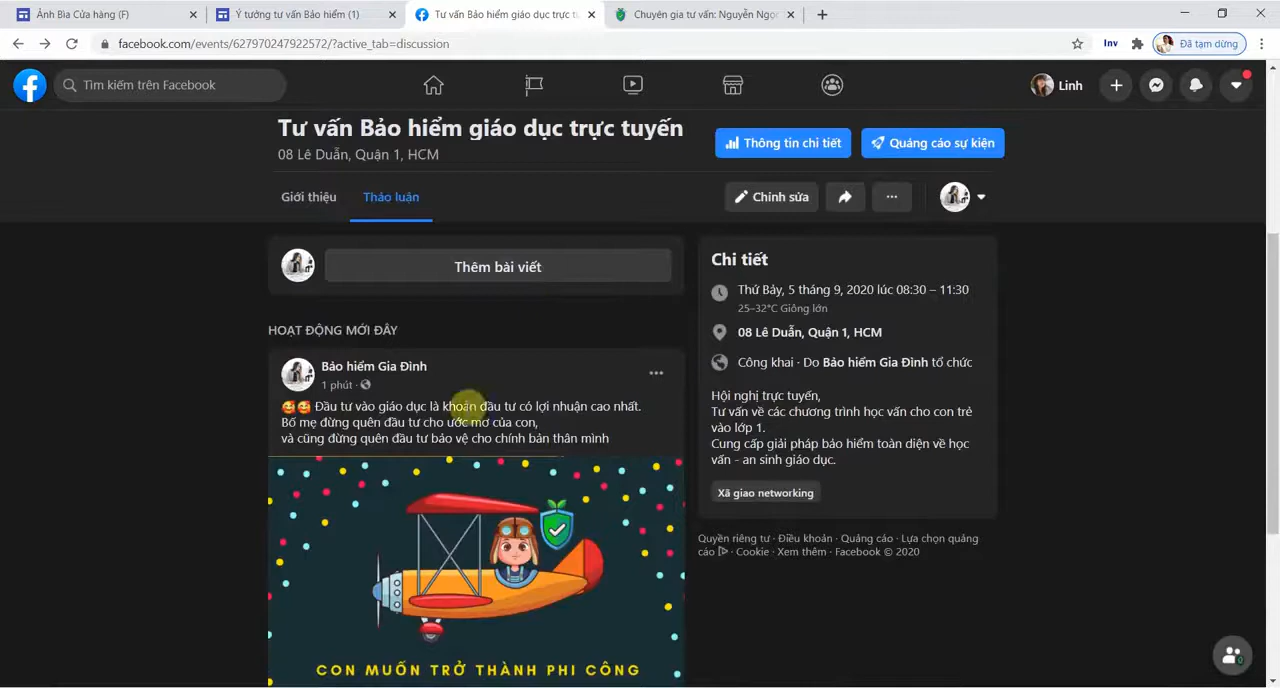 Ảnh Bìa Cửa hàng (F)
Ý tưởng tư vấn Bảo hiểm (1)
Tư vấn Bảo hiểm giáo dục trực tu
Chuyên gia tư vấn: Nguyễn Ngọ
facebook.com/events/627970247922572/?active_tab=discussion
Inv
Đã tạm dừng
Tìm kiếm trên Facebook
Linh
Tư vấn Bảo hiểm giáo dục trực tuyến
08 Lê Duẫn, Quận 1, HCM
Thông tin chi tiết
Quảng cáo sự kiện
Giới thiệu
Thảo luận
Chỉnh sửa
Thêm bài viết
HOẠT ĐỘNG MỚI ĐÂY
Bảo hiểm Gia Đình
1 phút ·
🥰🥰 Đầu tư vào giáo dục là khoản đầu tư có lợi nhuận cao nhất.
Bố mẹ đừng quên đầu tư cho ước mơ của con,
và cũng đừng quên đầu tư bảo vệ cho chính bản thân mình
CON MUỐN TRỞ THÀNH PHI CÔNG
Chi tiết
Thứ Bảy, 5 tháng 9, 2020 lúc 08:30 – 11:30
25–32°C Giông lớn
08 Lê Duẫn, Quận 1, HCM
Công khai · Do Bảo hiểm Gia Đình tổ chức
Hội nghị trực tuyến,
Tư vấn về các chương trình học vấn cho con trẻ
vào lớp 1.
Cung cấp giải pháp bảo hiểm toàn diện về học
vấn - an sinh giáo dục.
Xã giao networking
Quyền riêng tư · Điều khoản · Quảng cáo · Lựa chọn quảng
cáo · Cookie · Xem thêm · Facebook © 2020
0